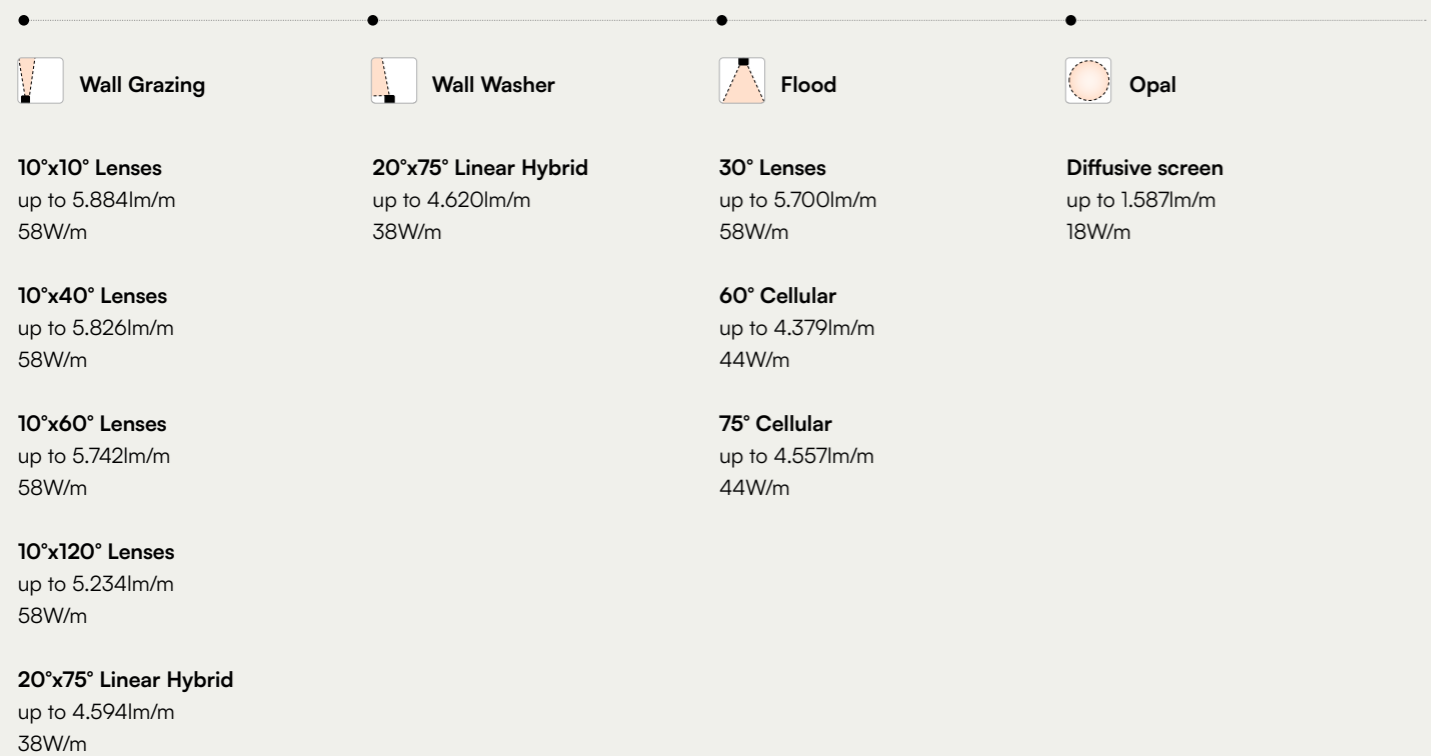 Wall Grazing
10°x10° Lenses
up to 5.884lm/m
58W/m
10°x40° Lenses
up to 5.826lm/m
58W/m
10°x60° Lenses
up to 5.742lm/m
58W/m
10°x120° Lenses
up to 5.234lm/m
58W/m
20°x75° Linear Hybrid
up to 4.594lm/m
38W/m
Wall Washer
20°x75° Linear Hybrid
up to 4.620lm/m
38W/m
Flood
30° Lenses
up to 5.700lm/m
58W/m
60° Cellular
up to 4.379lm/m
44W/m
75° Cellular
up to 4.557lm/m
44W/m
Opal
Diffusive screen
up to 1.587lm/m
18W/m